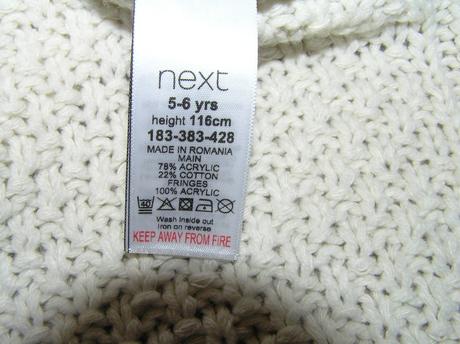 next
5-6 yrs
height 116cm
183-383-428
MADE IN ROMANIA
MAIN
78% ACRYLIC
22% COTTON
FRINGES
100% ACRYLIC
40
Wash inside out
Iron on reverse
KEEP AWAY FROM FIRE